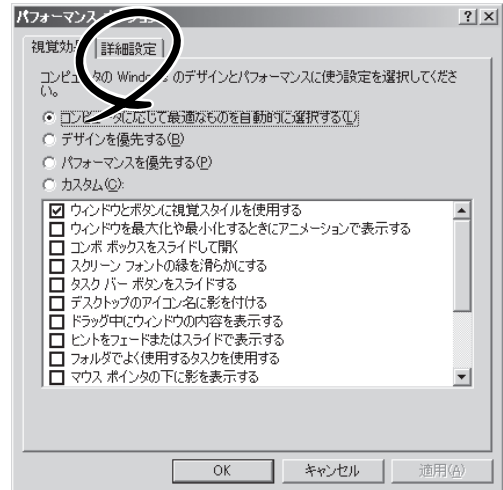 パフォーマンス
視覚効
詳細設定
コンピュータの Windows のデザインとパフォーマンスに使う設定を選択してくださ
い。
コンピュータに応じて最適なものを自動的に選択する(L)
デザインを優先する(B)
パフォーマンスを優先する(P)
カスタム(C):
ウィンドウとボタンに視覚スタイルを使用する
ウィンドウを最大化や最小化するときにアニメーションで表示する
コンボ ボックスをスライドして開く
スクリーン フォントの縁を滑らかにする
タスク バー ボタンをスライドする
デスクトップのアイコン名に影を付ける
ドラッグ中にウィンドウの内容を表示する
ヒントをフェードまたはスライドで表示する
フォルダでよく使用するタスクを使用する
マウス ポインタの下に影を表示する
OK
キャンセル
適用(A)